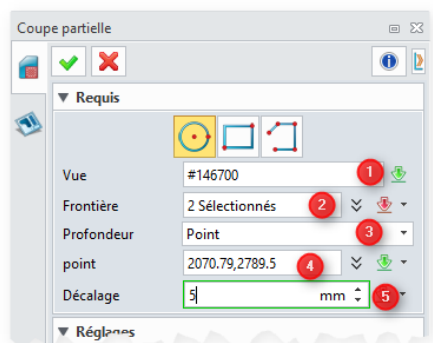 Coupe partielle
▼ Requis
Vue #146700 1
Frontière 2 Sélectionnés 2
Profondeur Point 3
point 2070.79,2789.5 4
Décalage 5 mm 5
▼ Réglages